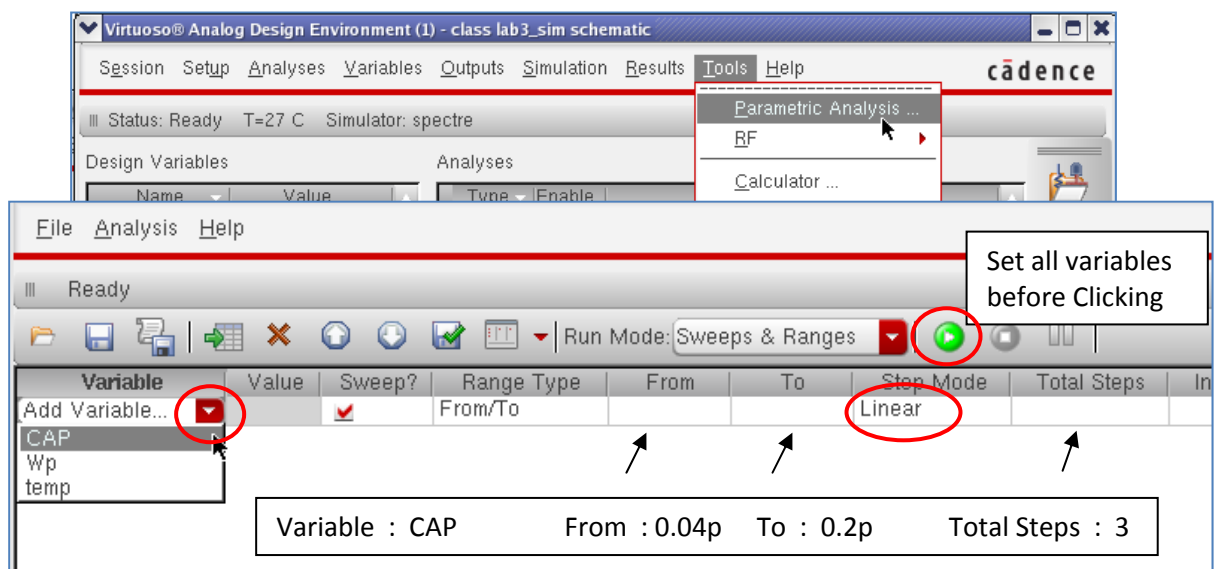 Virtuoso® Analog Design Environment (1) - class lab3_sim schematic
Session Setup Analyses Variables Outputs Simulation Results Tools Help cādence
Parametric Analysis ...
Status: Ready T=27 C Simulator: spectre
RF
Design Variables Analyses
Calculator ...
Name Value Type Enable
File Analysis Help
Set all variables
before Clicking
Ready
Run Mode: Sweeps & Ranges
Variable Value Sweep? Range Type From To Step Mode Total Steps In
Add Variable... From/To Linear
CAP
Wp
temp
Variable : CAP From : 0.04p To : 0.2p Total Steps : 3